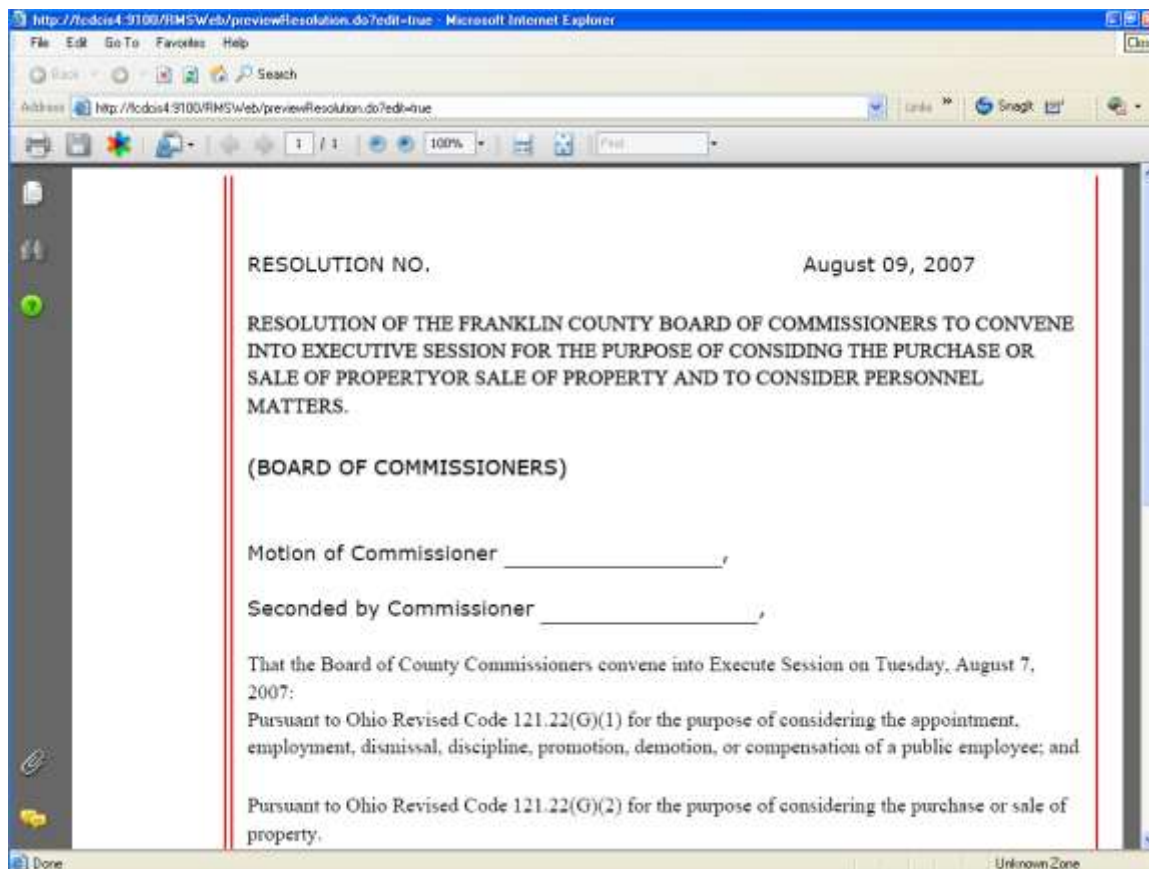 http://fcdcis4:9100/RMSWeb/previewResolution.do?edit=true - Microsoft Internet Explorer
File Edit Go To Favorites Help
Clos
Back Search
Address http://fcdcis4:9100/RMSWeb/previewResolution.do?edit=true Links » SnagIt
1 / 1 100% Find
RESOLUTION NO. August 09, 2007
RESOLUTION OF THE FRANKLIN COUNTY BOARD OF COMMISSIONERS TO CONVENE
INTO EXECUTIVE SESSION FOR THE PURPOSE OF CONSIDING THE PURCHASE OR
SALE OF PROPERTYOR SALE OF PROPERTY AND TO CONSIDER PERSONNEL
MATTERS.
(BOARD OF COMMISSIONERS)
Motion of Commissioner ____________________,
Seconded by Commissioner ____________________,
That the Board of County Commissioners convene into Execute Session on Tuesday, August 7,
2007:
Pursuant to Ohio Revised Code 121.22(G)(1) for the purpose of considering the appointment,
employment, dismissal, discipline, promotion, demotion, or compensation of a public employee; and
Pursuant to Ohio Revised Code 121.22(G)(2) for the purpose of considering the purchase or sale of
property.
Done Unknown Zone